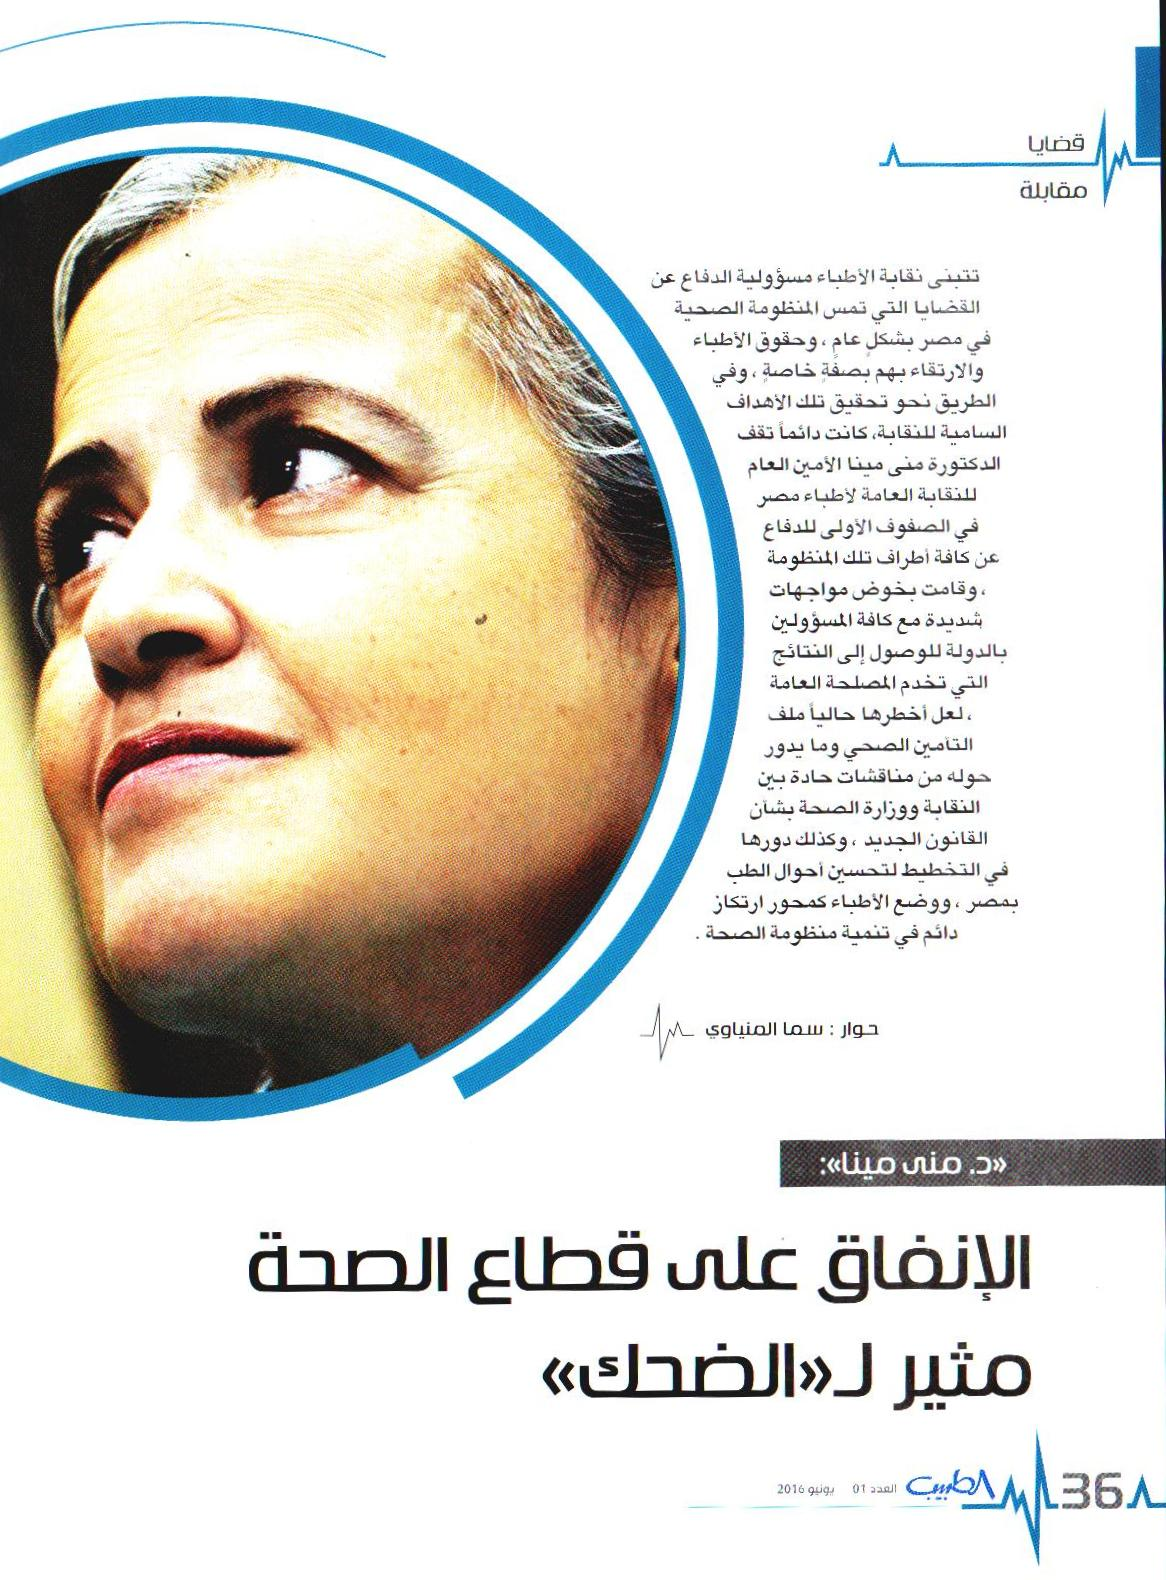 قضايا
مقابلة
تتبنى نقابة الأطباء مسؤولية الدفاع عن
القضايا التي تمس المنظومة الصحية
في مصر بشكلٍ عامٍ ، وحقوق الأطباء
والارتقاء بهم بصفةٍ خاصةٍ ، وفي
الطريق نحو تحقيق تلك الأهداف
السامية للنقابة، كانت دائماً تقف
الدكتورة منى مينا الأمين العام
للنقابة العامة لأطباء مصر
في الصفوف الأولى للدفاع
عن كافة أطراف تلك المنظومة
، وقامت بخوض مواجهات
شديدة مع كافة المسؤولين
بالدولة للوصول إلى النتائج
التي تخدم المصلحة العامة
، لعل أخطرها حالياً ملف
التأمين الصحي وما يدور
حوله من مناقشات حادة بين
النقابة ووزارة الصحة بشأن
القانون الجديد ، وكذلك دورها
في التخطيط لتحسين أحوال الطب
بمصر ، ووضع الأطباء كمحور ارتكاز
دائم في تنمية منظومة الصحة .
حوار : سما المنياوي
«د. منى مينا»:
الإنفاق على قطاع الصحة
مثير لـ«الضحك»
36 الطبيب العدد 01 يونيو 2016